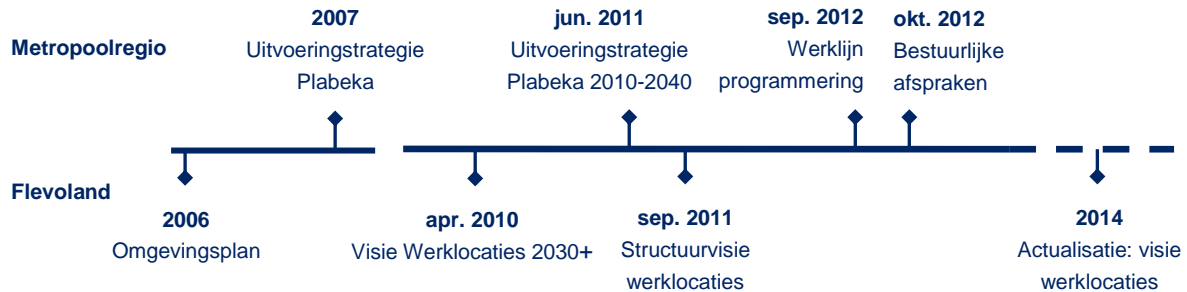 2007
jun. 2011
sep. 2012
okt. 2012
Metropoolregio
Uitvoeringstrategie
Plabeka
Uitvoeringstrategie
Plabeka 2010-2040
Werklijn
programmering
Bestuurlijke
afspraken
Flevoland
2006
Omgevingsplan
apr. 2010
Visie Werklocaties 2030+
sep. 2011
Structuurvisie
werklocaties
2014
Actualisatie: visie
werklocaties